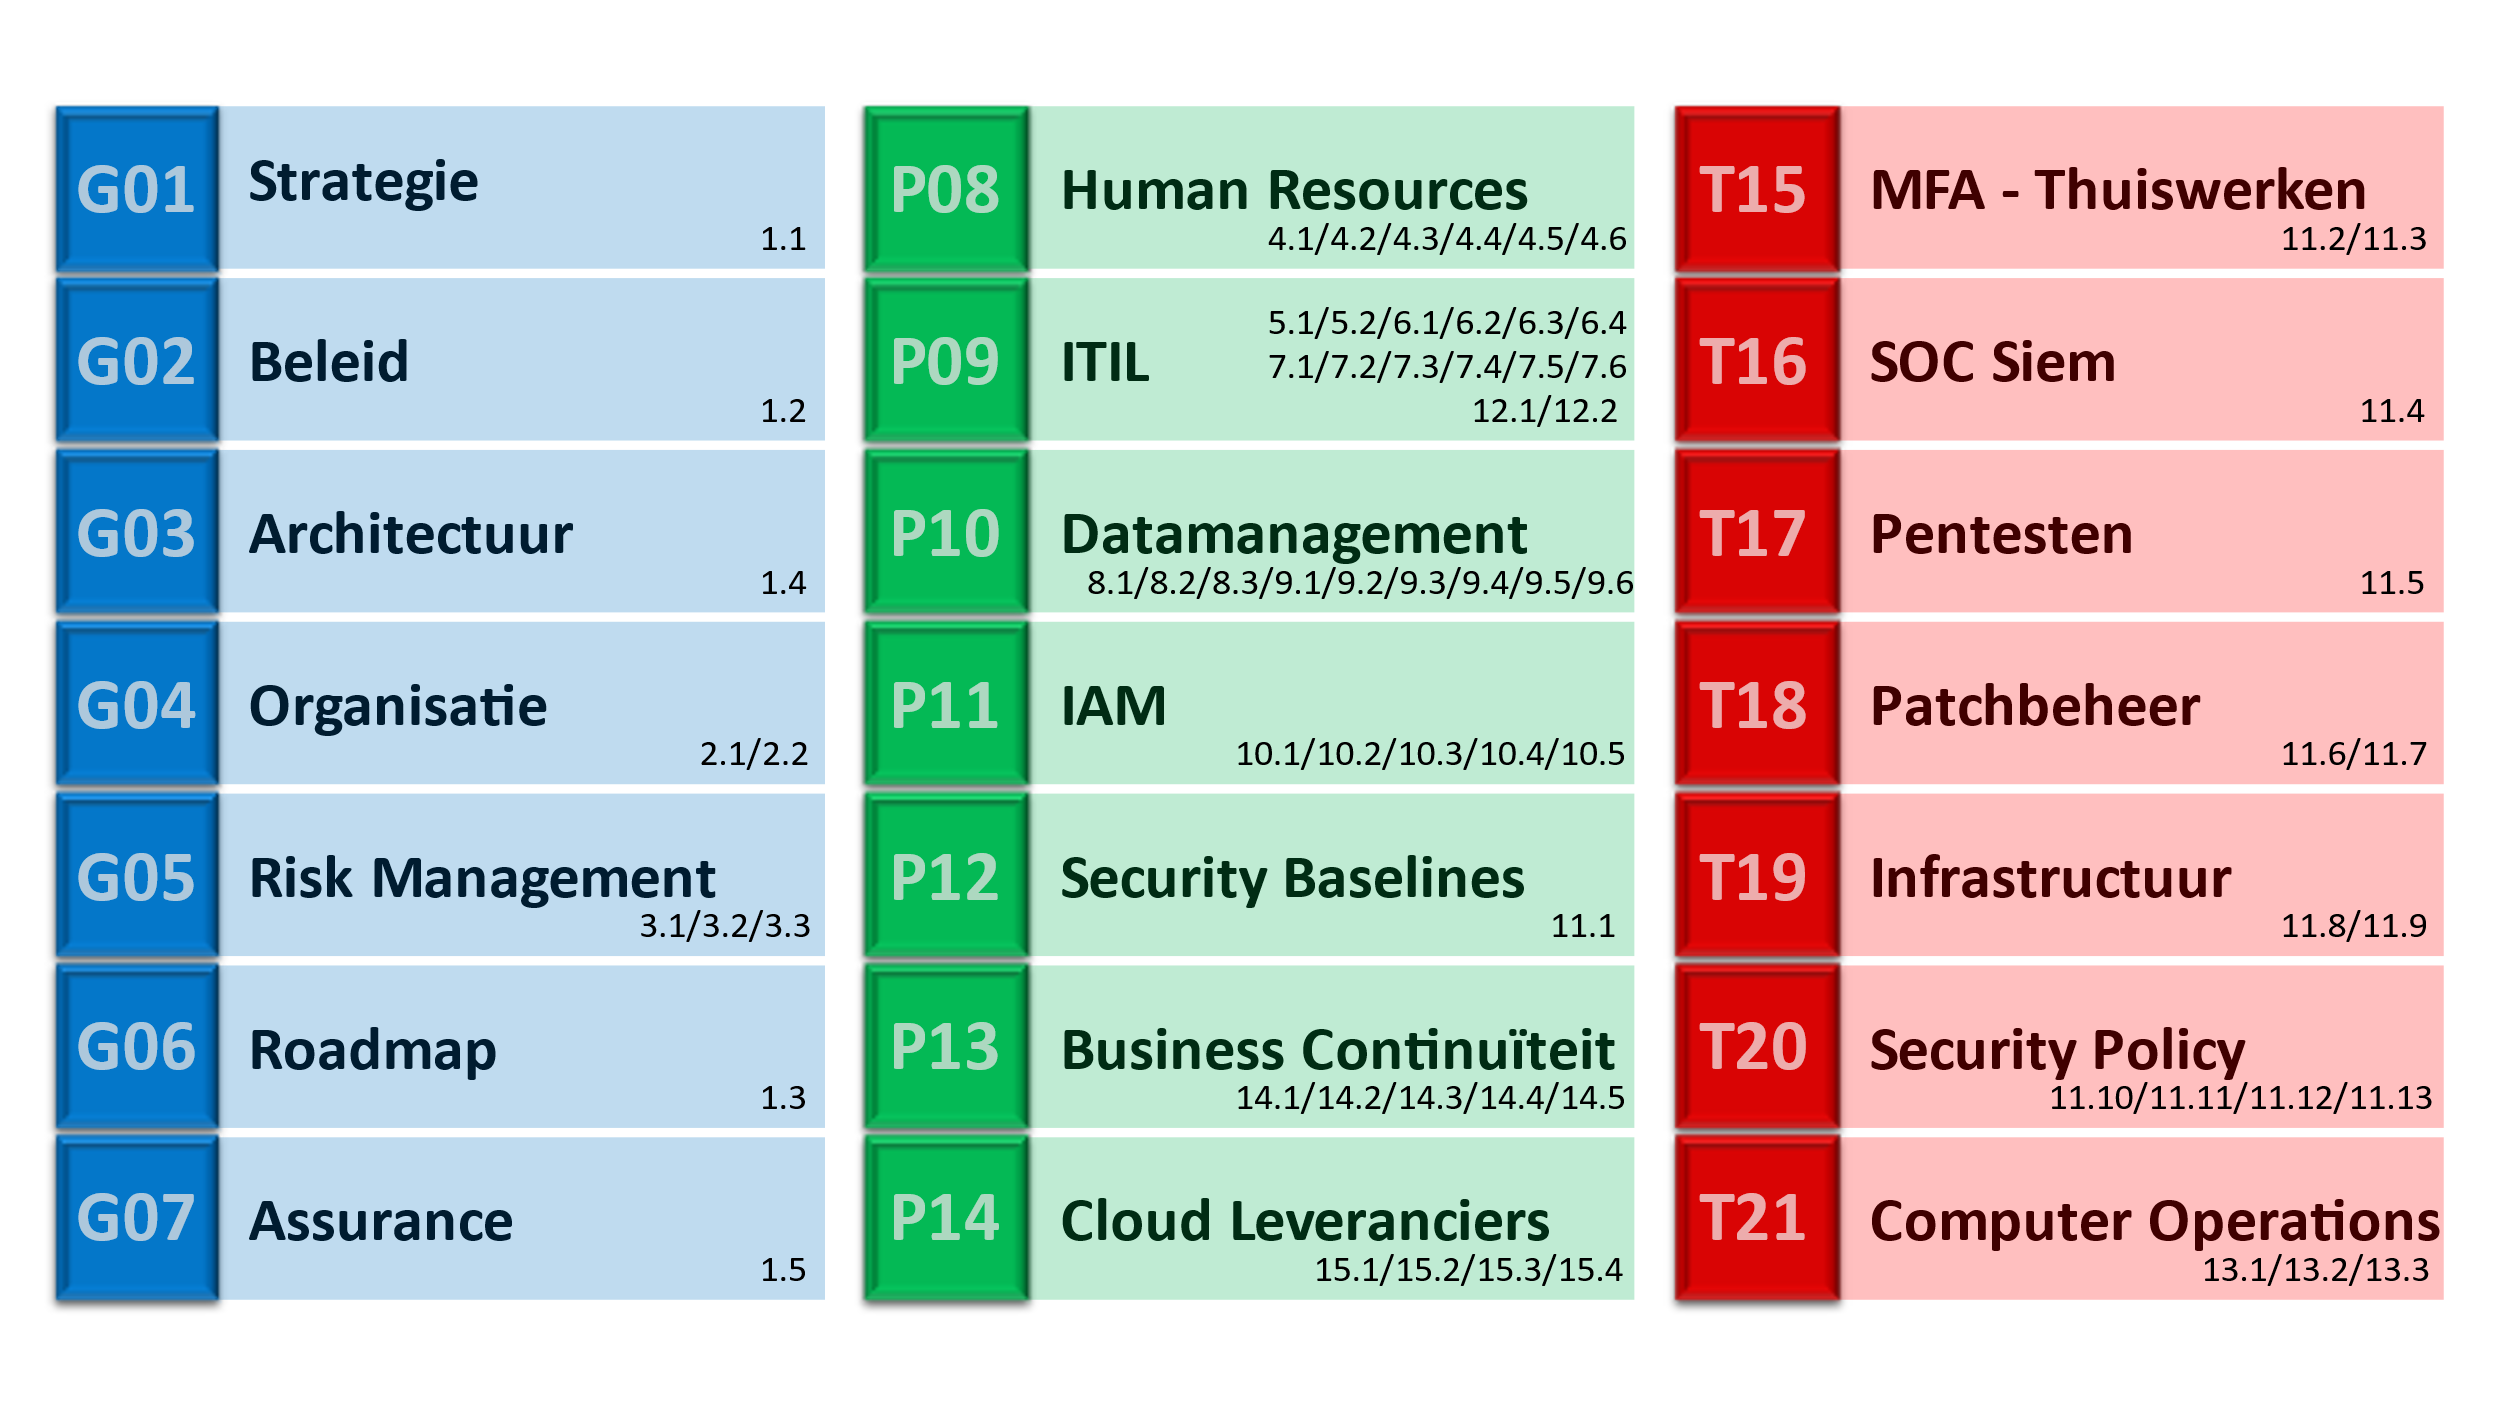 G01 Strategie
1.1
G02 Beleid
1.2
G03 Architectuur
1.4
G04 Organisatie
2.1/2.2
G05 Risk Management
3.1/3.2/3.3
G06 Roadmap
1.3
G07 Assurance
1.5
P08 Human Resources
4.1/4.2/4.3/4.4/4.5/4.6
P09 ITIL
5.1/5.2/6.1/6.2/6.3/6.4
7.1/7.2/7.3/7.4/7.5/7.6
12.1/12.2
P10 Datamanagement
8.1/8.2/8.3/9.1/9.2/9.3/9.4/9.5/9.6
P11 IAM
10.1/10.2/10.3/10.4/10.5
P12 Security Baselines
11.1
P13 Business Continuïteit
14.1/14.2/14.3/14.4/14.5
P14 Cloud Leveranciers
15.1/15.2/15.3/15.4
T15 MFA - Thuiswerken
11.2/11.3
T16 SOC Siem
11.4
T17 Pentesten
11.5
T18 Patchbeheer
11.6/11.7
T19 Infrastructuur
11.8/11.9
T20 Security Policy
11.10/11.11/11.12/11.13
T21 Computer Operations
13.1/13.2/13.3